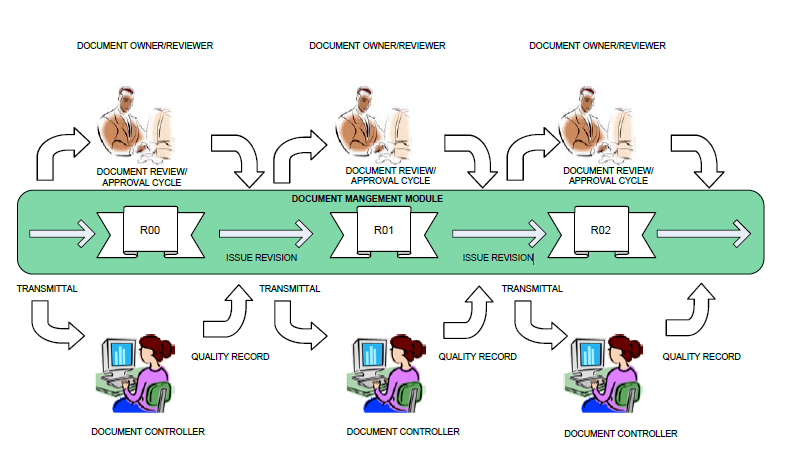 DOCUMENT OWNER/REVIEWER
DOCUMENT OWNER/REVIEWER
DOCUMENT OWNER/REVIEWER
DOCUMENT REVIEW/
APPROVAL CYCLE
DOCUMENT REVIEW/
APPROVAL CYCLE
DOCUMENT REVIEW/
APPROVAL CYCLE
DOCUMENT MANGEMENT MODULE
R00
R01
R02
ISSUE REVISION
ISSUE REVISION
TRANSMITTAL
TRANSMITTAL
TRANSMITTAL
QUALITY RECORD
QUALITY RECORD
QUALITY RECORD
DOCUMENT CONTROLLER
DOCUMENT CONTROLLER
DOCUMENT CONTROLLER